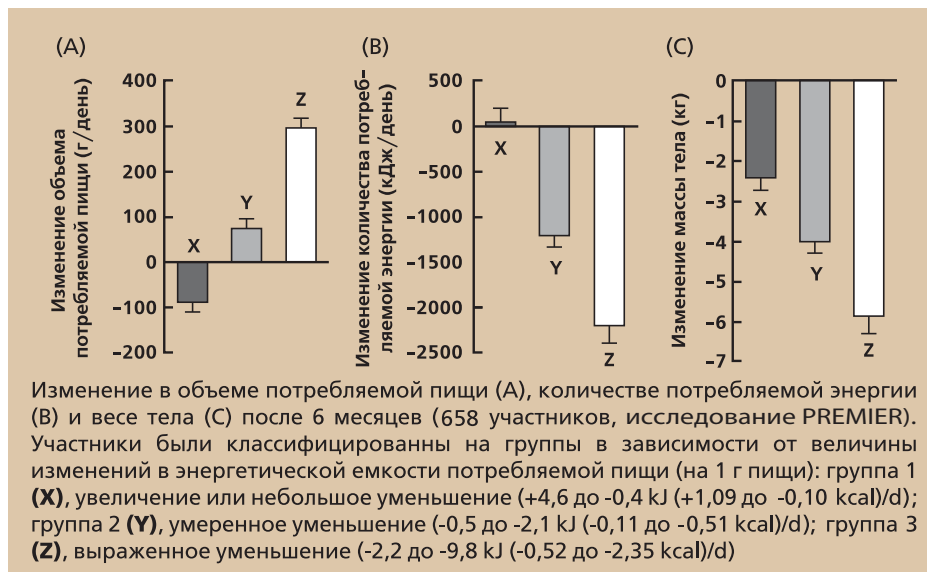 (A)
Изменение объема
потребляемой пищи (г/день)
400
300
200
100
0
−100
−200
X
Y
Z
(B)
Изменение количества потреб-
ляемой энергии (кДж/день)
500
0
−500
−1000
−1500
−2000
−2500
X
Y
Z
(C)
Изменение массы тела (кг)
0
−1
−2
−3
−4
−5
−6
−7
X
Y
Z
Изменение в объеме потребляемой пищи (A), количестве потребляемой энергии
(B) и весе тела (C) после 6 месяцев (658 участников, исследование PREMIER).
Участники были классифицированны на группы в зависимости от величины
изменений в энергетической емкости потребляемой пищи (на 1 г пищи): группа 1
(X), увеличение или небольшое уменьшение (+4,6 до -0,4 kJ (+1,09 до -0,10 kcal)/d);
группа 2 (Y), умеренное уменьшение (-0,5 до -2,1 kJ (-0,11 до -0,51 kcal)/d); группа 3
(Z), выраженное уменьшение (-2,2 до -9,8 kJ (-0,52 до -2,35 kcal)/d)